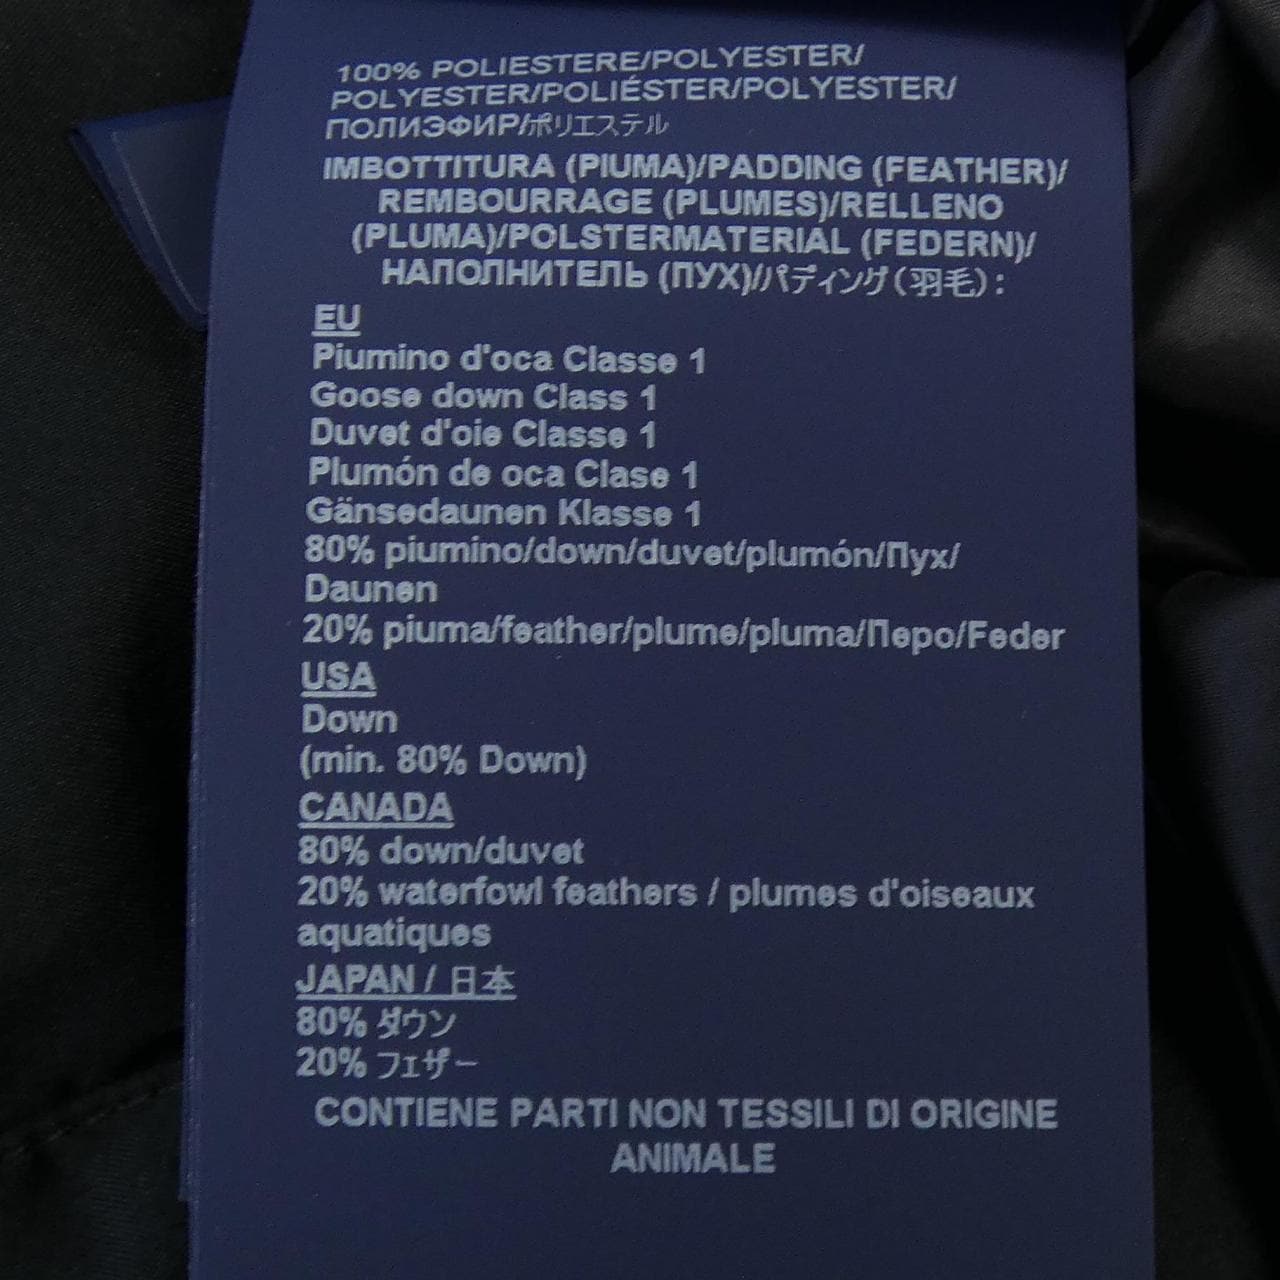 100% POLIESTERE/POLYESTER/
POLYESTER/POLIÉSTER/POLYESTER/
ПОЛИЭФИР/ポリエステル
IMBOTTITURA (PIUMA)/PADDING (FEATHER)/
REMBOURRAGE (PLUMES)/RELLENO
(PLUMA)/POLSTERMATERIAL (FEDERN)/
НАПОЛНИТЕЛЬ (ПУХ)/パディング(羽毛):
EU
Piumino d'oca Classe 1
Goose down Class 1
Duvet d'oie Classe 1
Plumón de oca Clase 1
Gänsedaunen Klasse 1
80% piumino/down/duvet/plumón/Пух/
Daunen
20% piuma/feather/plume/pluma/Перо/Feder
USA
Down
(min. 80% Down)
CANADA
80% down/duvet
20% waterfowl feathers / plumes d'oiseaux
aquatiques
JAPAN / 日本
80% ダウン
20% フェザー
CONTIENE PARTI NON TESSILI DI ORIGINE
ANIMALE